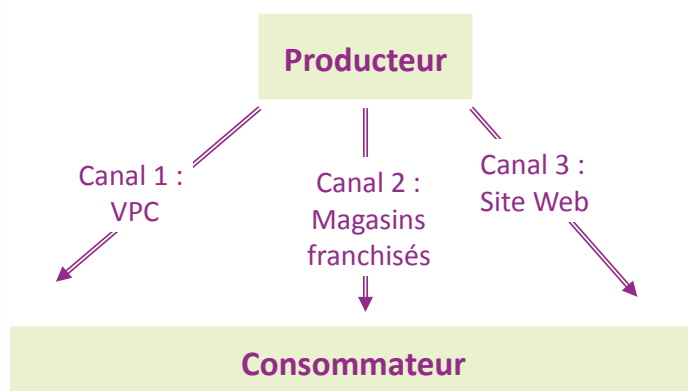 Producteur
Canal 1 :
VPC
Canal 2 :
Magasins
franchisés
Canal 3 :
Site Web
Consommateur